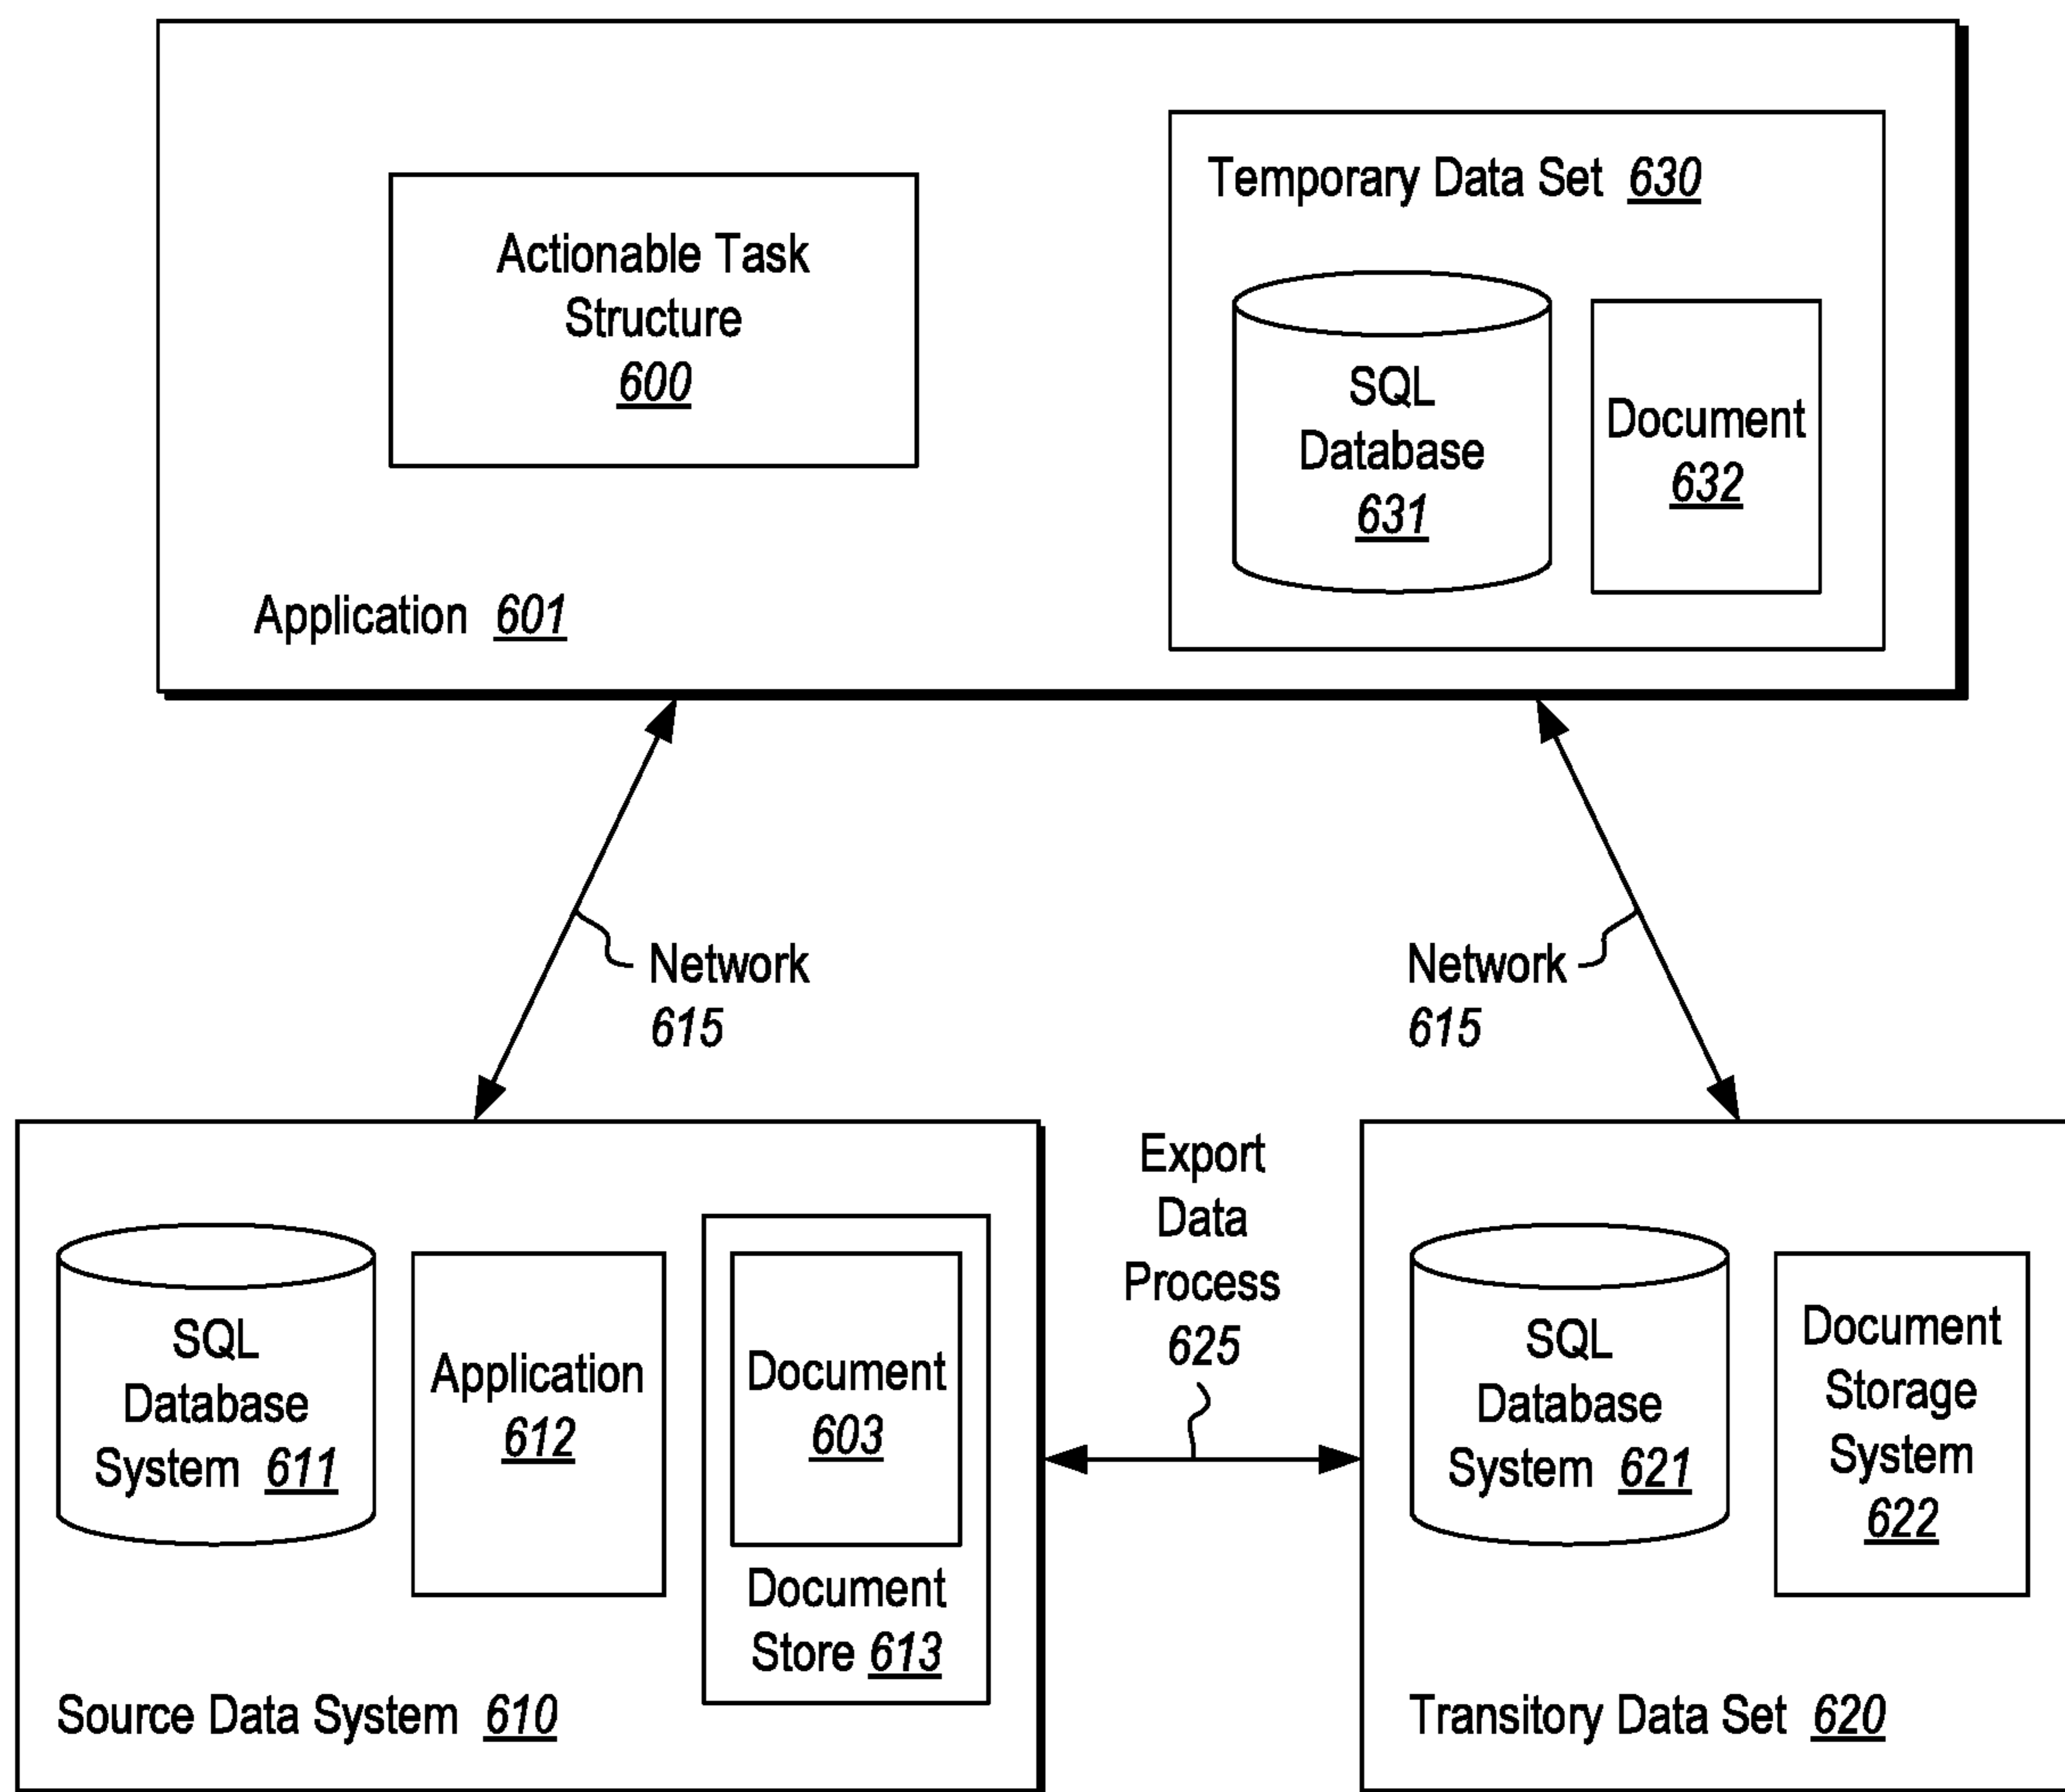 Temporary Data Set 630
Actionable Task
Structure
600
SQL
Database
631
Document
632
Application 601
Network
615
Network
615
Export
Data
Process
625
SQL
Database
System 611
Application
612
Document
603
Document
Store 613
Source Data System 610
SQL
Database
System 621
Document
Storage
System
622
Transitory Data Set 620